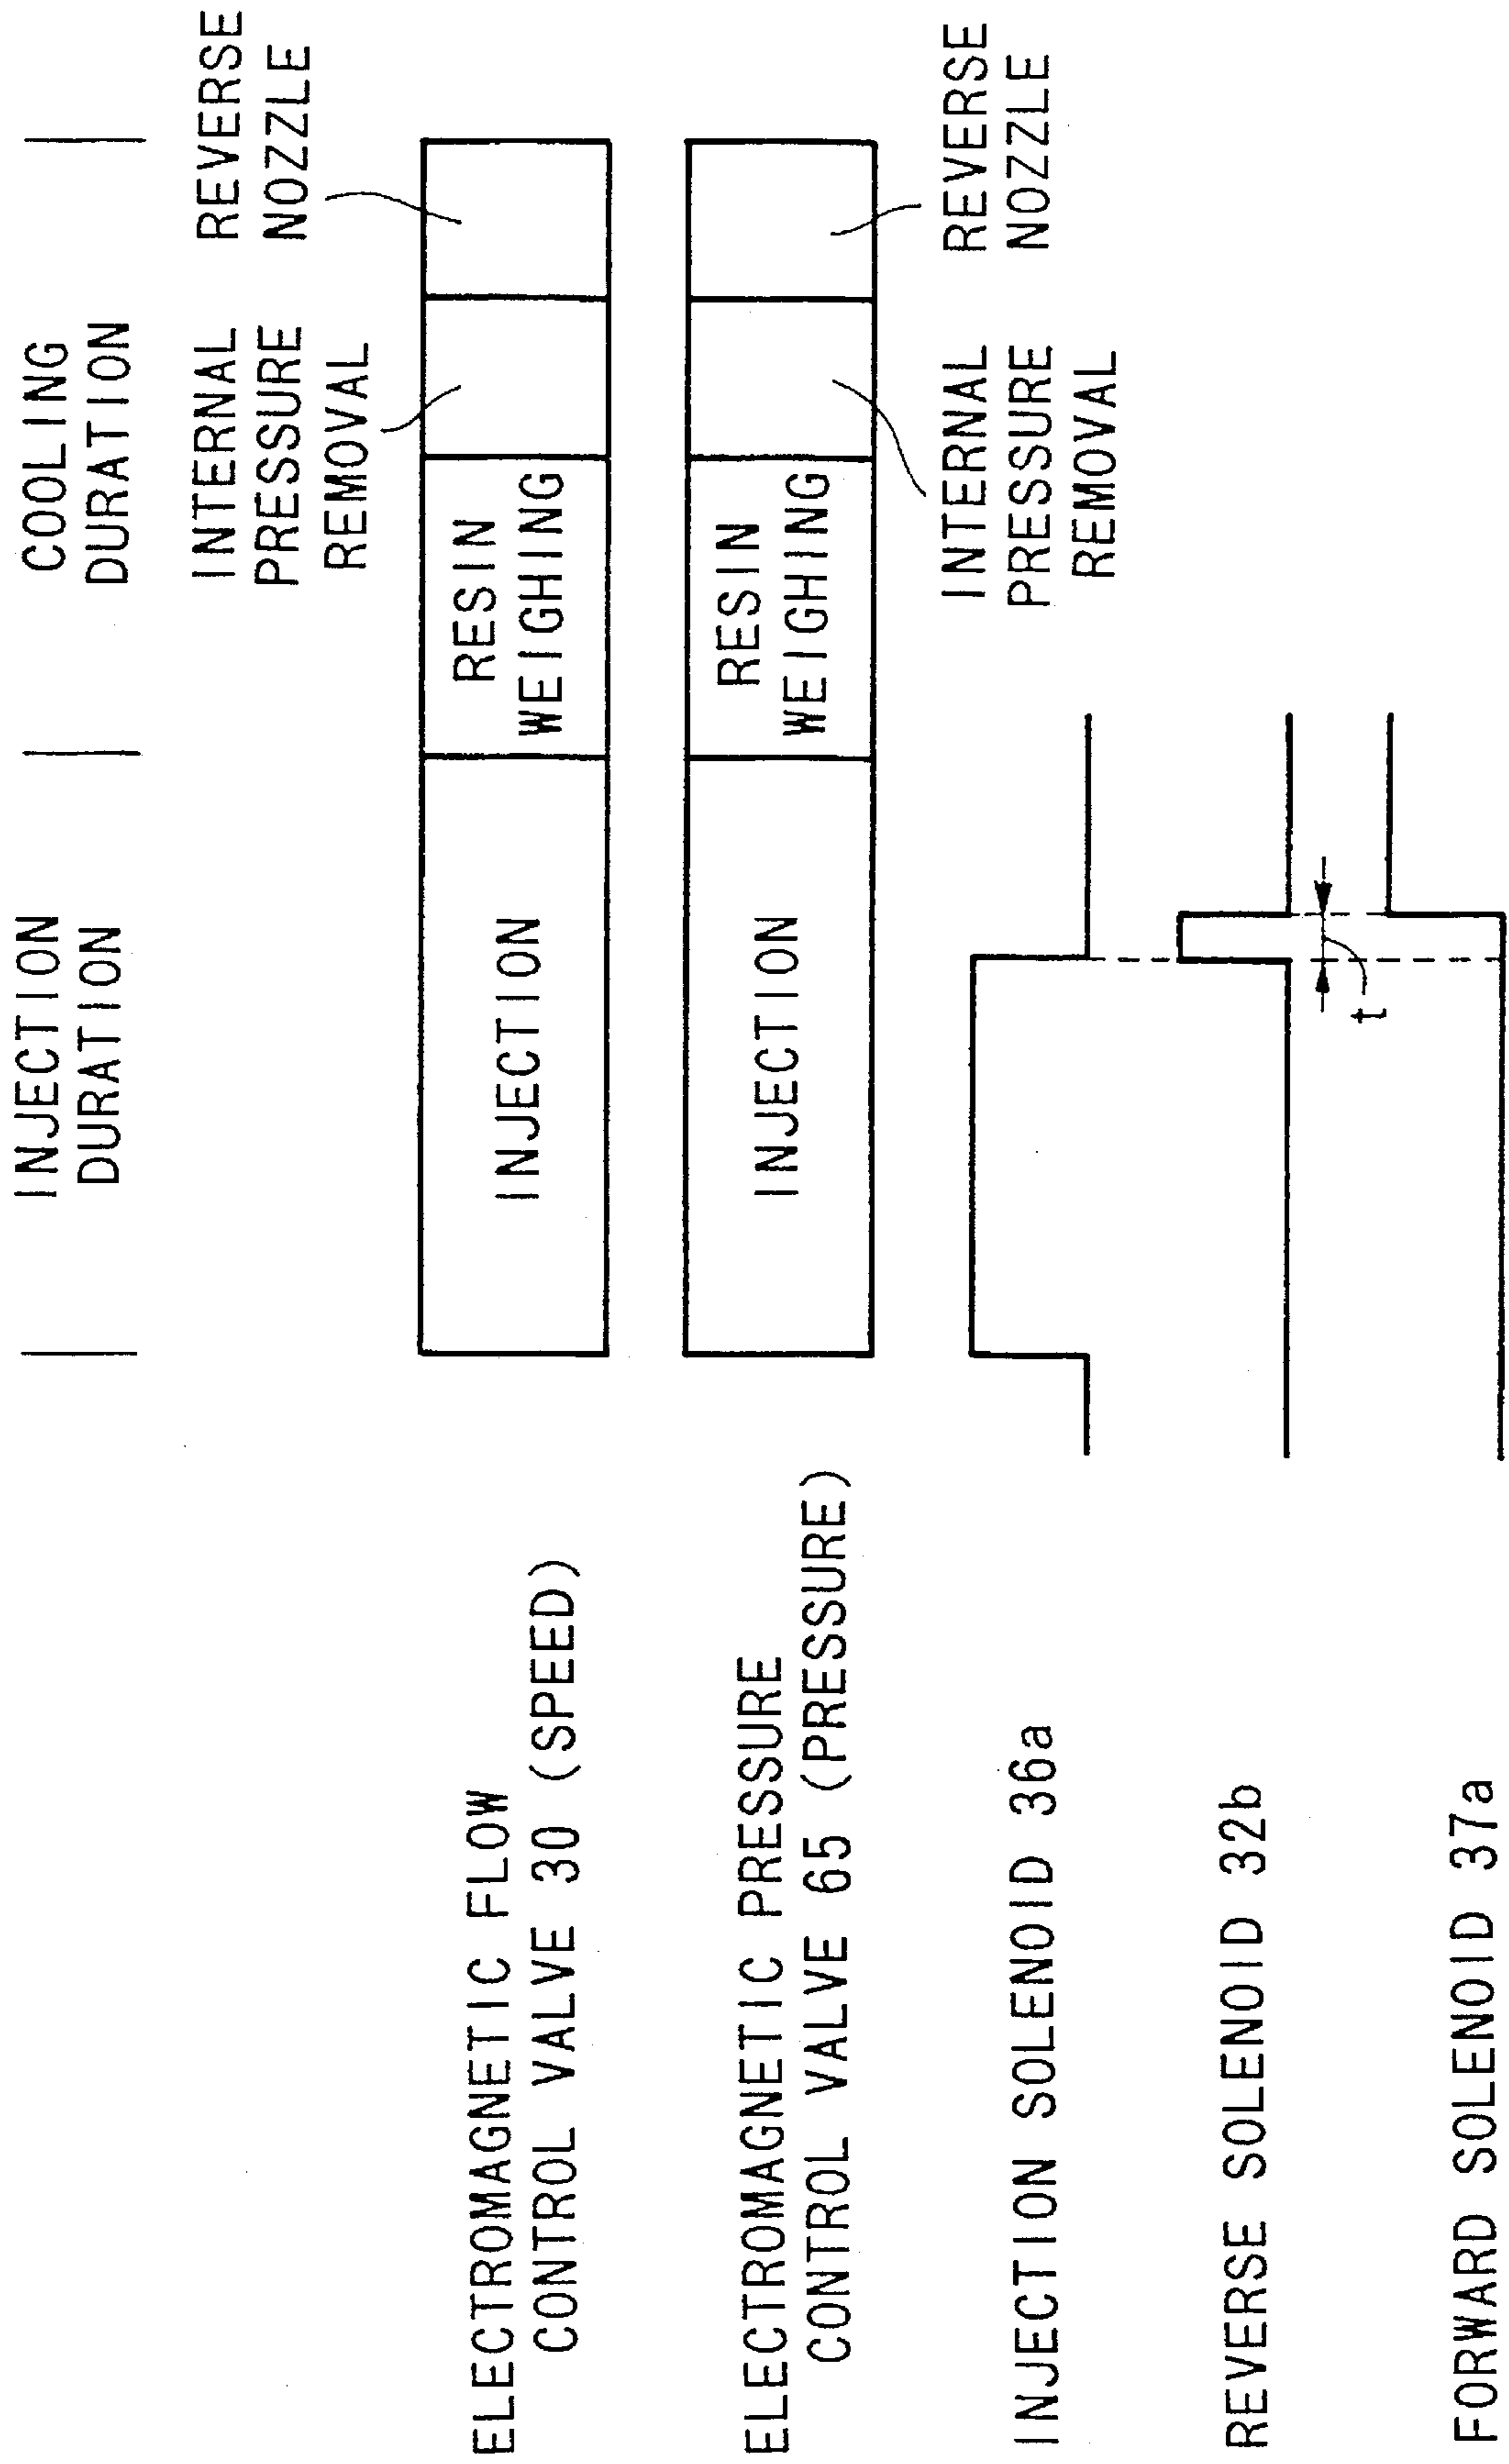 INJECTION
DURATION
COOLING
DURATION
INTERNAL
PRESSURE
REMOVAL
REVERSE
NOZZLE
ELECTROMAGNETIC FLOW
CONTROL VALVE 30 (SPEED)
INJECTION
RESIN
WEIGHING
ELECTROMAGNETIC PRESSURE
CONTROL VALVE 65 (PRESSURE)
INJECTION
RESIN
WEIGHING
INTERNAL
PRESSURE
REMOVAL
REVERSE
NOZZLE
INJECTION SOLENOID 36a
REVERSE SOLENOID 32b
t
FORWARD SOLENOID 37a